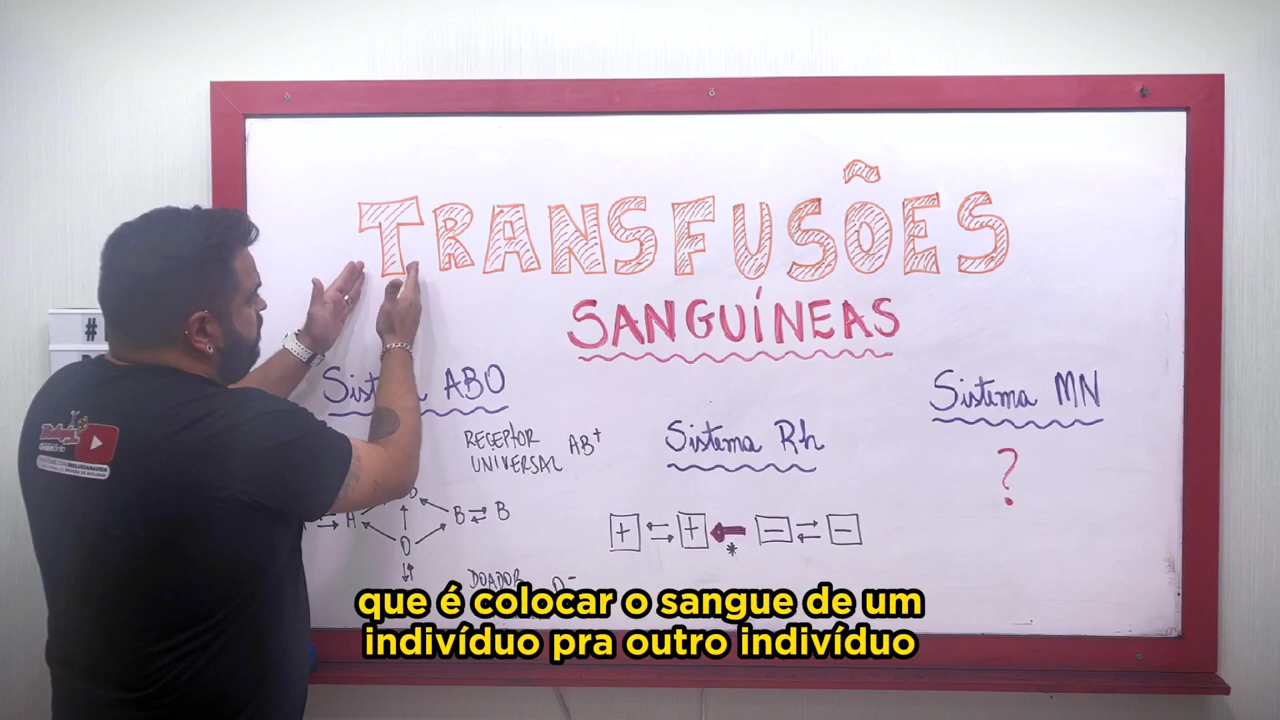 TRANSFUSÕES
SANGUÍNEAS
#
ABO
Sistema MN
RECEPTOR
UNIVERSAL AB+
Sistema Rh
?
A
B ⇌ B
O
+ ⇌ + ← − ⇌ −
*
DOADOR O-
que é colocar o sangue de um
indivíduo pra outro indivíduo